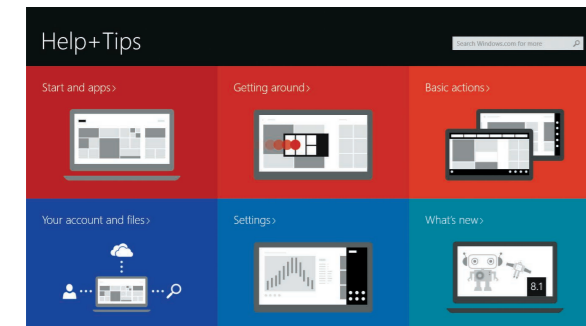 Help+Tips
Search Windows.com for more
Start and apps>
Getting around>
Basic actions>
Your account and files>
Settings>
What's new>
8.1